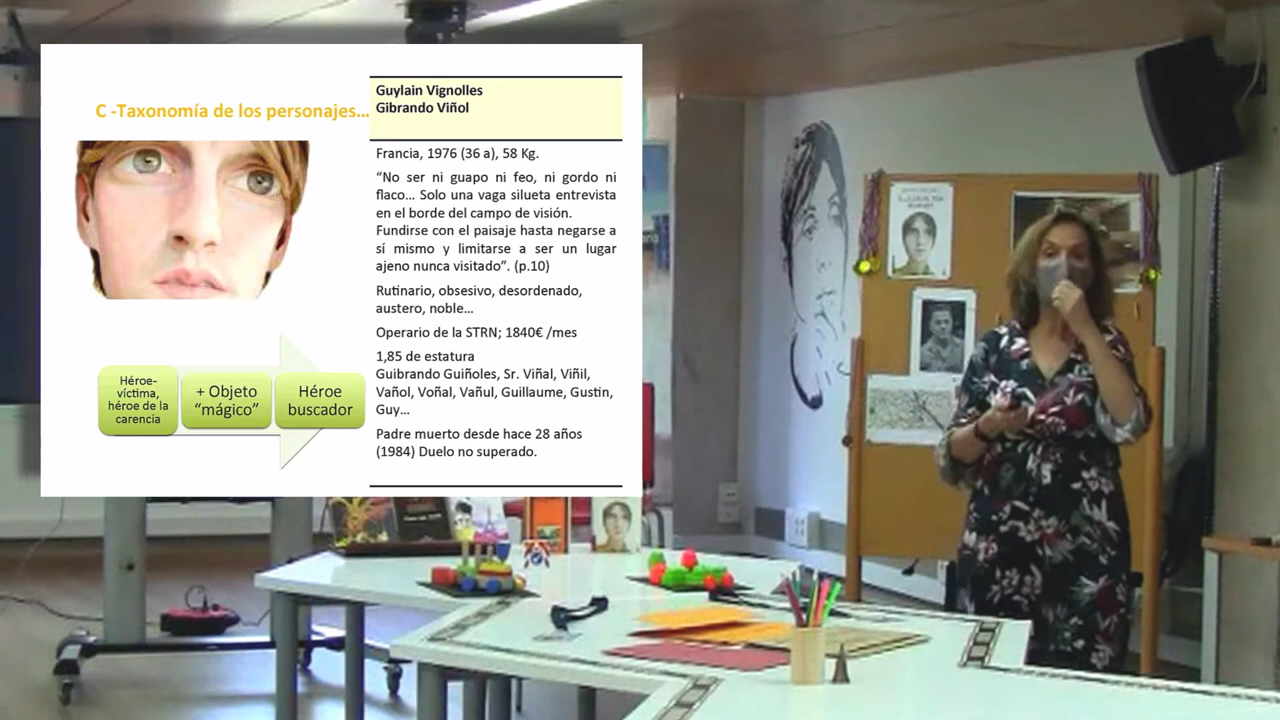 C -Taxonomía de los personajes...
Guylain Vignolles
Gibrando Viñol
Francia, 1976 (36 a), 58 Kg.
“No ser ni guapo ni feo, ni gordo ni
flaco... Solo una vaga silueta entrevista
en el borde del campo de visión.
Fundirse con el paisaje hasta negarse a
sí mismo y limitarse a ser un lugar
ajeno nunca visitado”. (p.10)
Rutinario, obsesivo, desordenado,
austero, noble...
Operario de la STRN; 1840€ /mes
1,85 de estatura
Guibrando Guiñoles, Sr. Viñal, Viñil,
Vañol, Voñal, Vañul, Guillaume, Gustin,
Guy...
Padre muerto desde hace 28 años
(1984) Duelo no superado.
Héroe-
víctima,
héroe de la
carencia
+ Objeto
“mágico”
Héroe
buscador